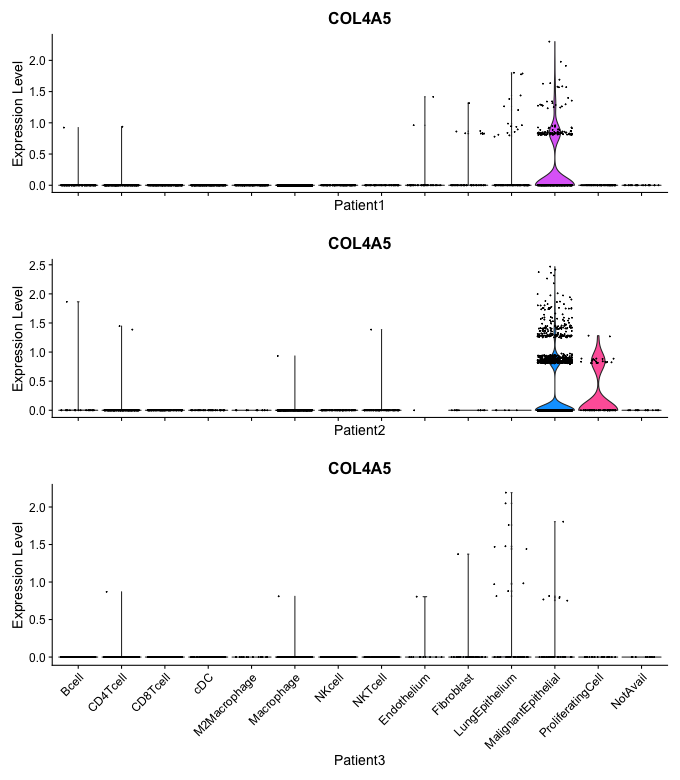 COL4A5
Expression Level
2.0
1.5
1.0
0.5
0.0
Patient1
COL4A5
Expression Level
2.5
2.0
1.5
1.0
0.5
0.0
Patient2
COL4A5
Expression Level
2.0
1.5
1.0
0.5
0.0
Bcell
CD4Tcell
CD8Tcell
cDC
M2Macrophage
Macrophage
NKcell
NKTcell
Endothelium
Fibroblast
LungEpithelium
MalignantEpithelial
ProliferatingCell
NotAvail
Patient3